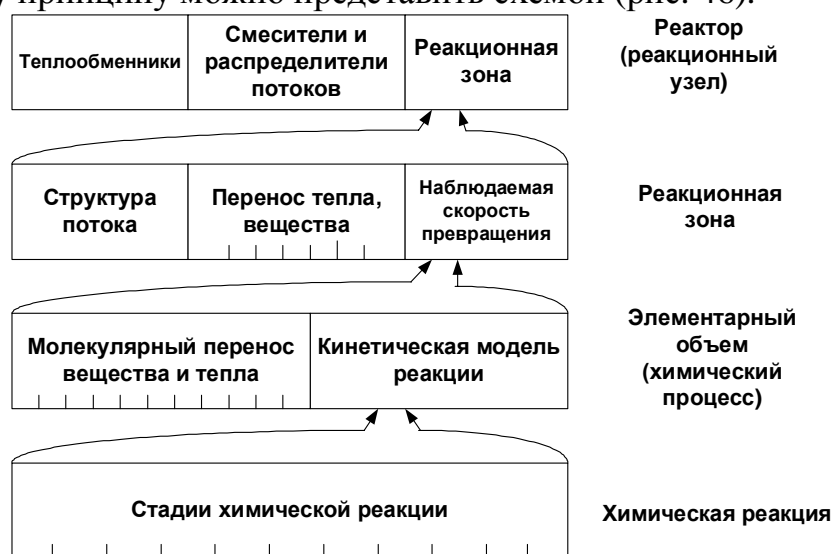 у принципу можно представить схемой (рис. 48).
Теплообменники
Смесители и
распределители
потоков
Реакционная
зона
Реактор
(реакционный
узел)
Структура
потока
Перенос тепла,
вещества
Наблюдаемая
скорость
превращения
Реакционная
зона
Молекулярный перенос
вещества и тепла
Кинетическая модель
реакции
Элементарный
объем
(химический
процесс)
Стадии химической реакции
Химическая реакция